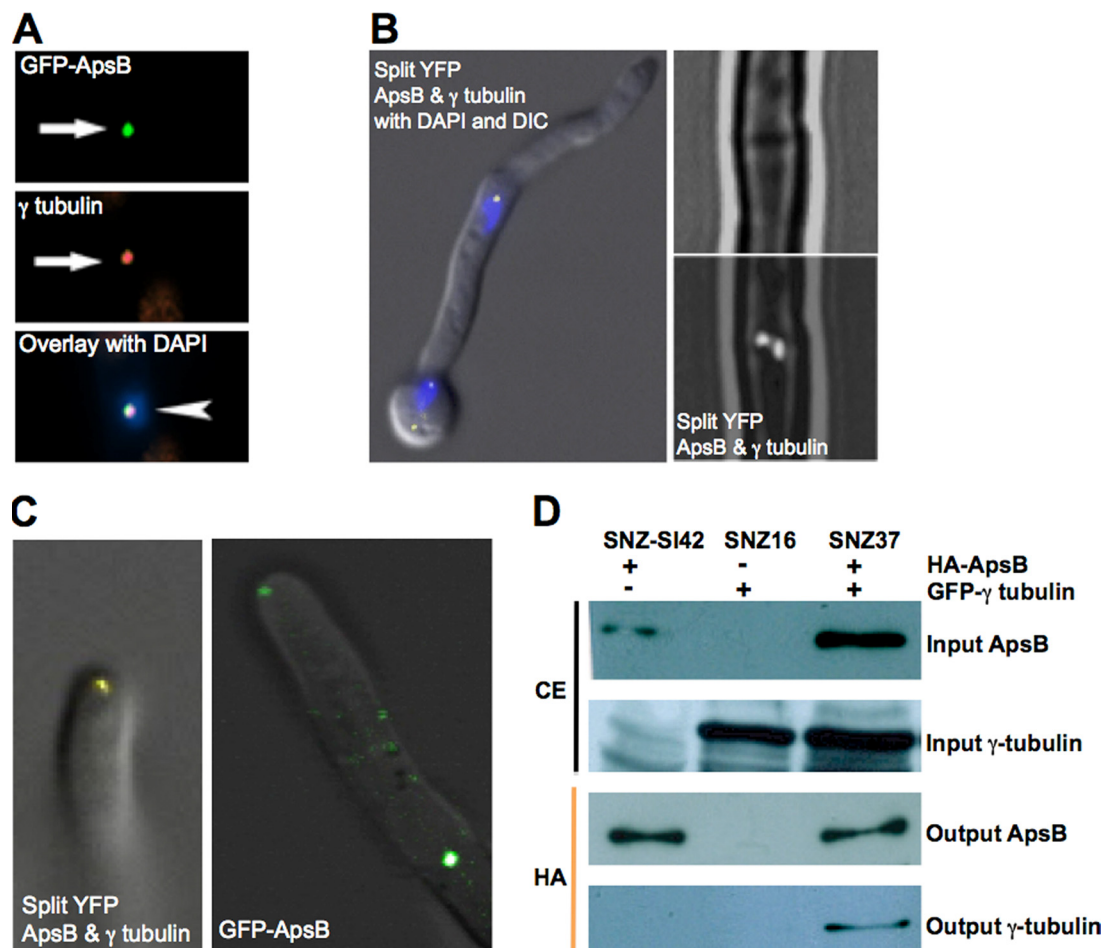 A
GFP-ApsB
γ tubulin
Overlay with DAPI
B
Split YFP
ApsB & γ tubulin
with DAPI and DIC
Split YFP
ApsB & γ tubulin
C
Split YFP
ApsB & γ tubulin
GFP-ApsB
D
SNZ-SI42 SNZ16 SNZ37
+ - + HA-ApsB
- + + GFP-γ tubulin
CE
Input ApsB
Input γ-tubulin
HA
Output ApsB
Output γ-tubulin